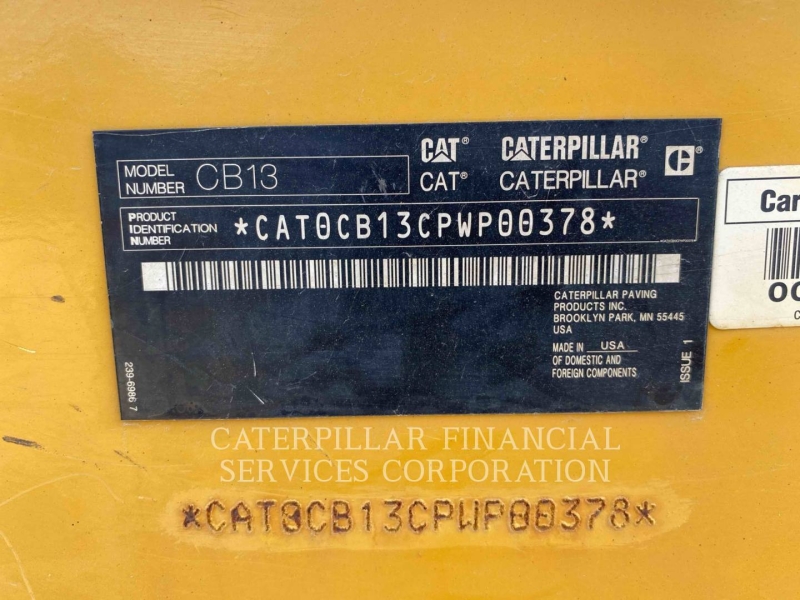 CAT® CATERPILLAR®
CAT® CATERPILLAR®
MODEL NUMBER CB13
PRODUCT IDENTIFICATION NUMBER *CAT0CB13CPWP00378*
CATERPILLAR PAVING
PRODUCTS INC.
BROOKLYN PARK, MN 55445
USA
MADE IN USA
OF DOMESTIC AND
FOREIGN COMPONENTS
ISSUE 1
239-6986 7
Car
CATERPILLAR FINANCIAL
SERVICES CORPORATION
*CAT0CB13CPWP00378*